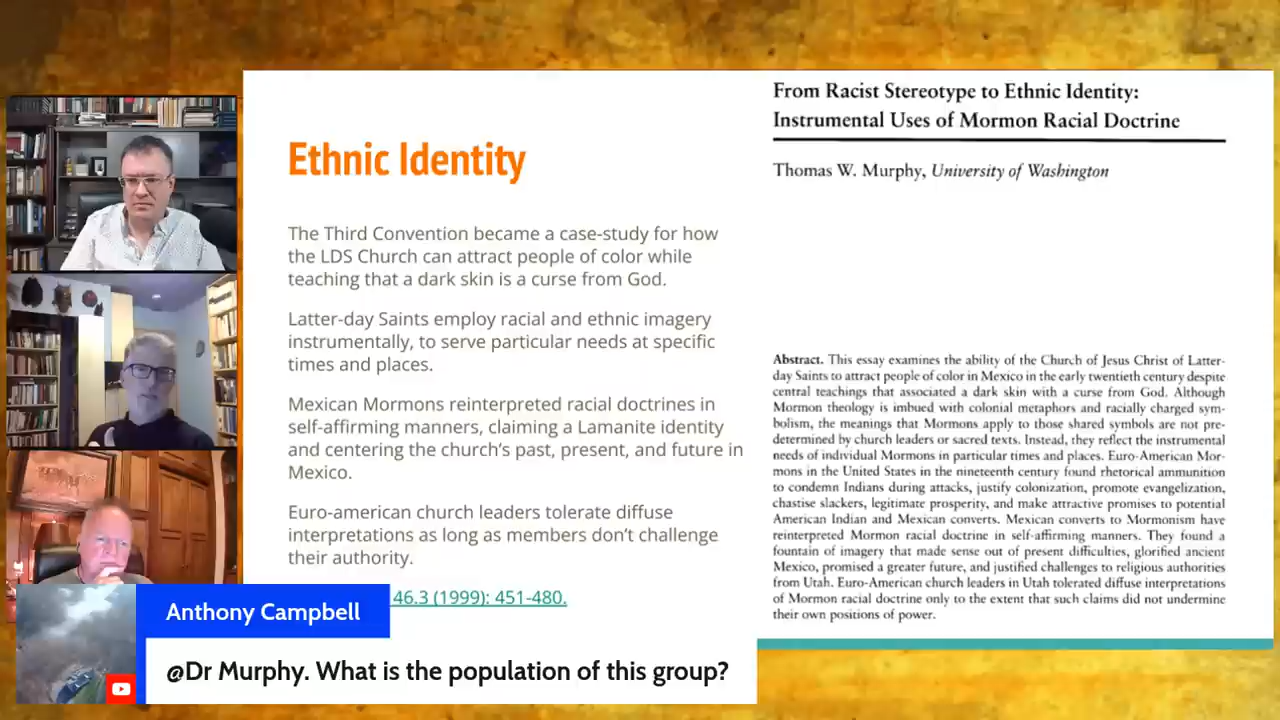 Ethnic Identity
The Third Convention became a case-study for how
the LDS Church can attract people of color while
teaching that a dark skin is a curse from God.
Latter-day Saints employ racial and ethnic imagery
instrumentally, to serve particular needs at specific
times and places.
Mexican Mormons reinterpreted racial doctrines in
self-affirming manners, claiming a Lamanite identity
and centering the church's past, present, and future in
Mexico.
Euro-american church leaders tolerate diffuse
interpretations as long as members don't challenge
their authority.
46.3 (1999): 451-480.
From Racist Stereotype to Ethnic Identity:
Instrumental Uses of Mormon Racial Doctrine
Thomas W. Murphy, University of Washington
Abstract. This essay examines the ability of the Church of Jesus Christ of Latter-
day Saints to attract people of color in Mexico in the early twentieth century despite
central teachings that associated a dark skin with a curse from God. Although
Mormon theology is imbued with colonial metaphors and racially charged sym-
bolism, the meanings that Mormons apply to those shared symbols are not pre-
determined by church leaders or sacred texts. Instead, they reflect the instrumental
needs of individual Mormons in particular times and places. Euro-American Mor-
mons in the United States in the nineteenth century found rhetorical ammunition
to condemn Indians during attacks, justify colonization, promote evangelization,
chastise slackers, legitimate prosperity, and make attractive promises to potential
American Indian and Mexican converts. Mexican converts to Mormonism have
reinterpreted Mormon racial doctrine in self-affirming manners. They found a
fountain of imagery that made sense out of present difficulties, glorified ancient
Mexico, promised a greater future, and justified challenges to religious authorities
from Utah. Euro-American church leaders in Utah tolerated diffuse interpretations
of Mormon racial doctrine only to the extent that such claims did not undermine
their own positions of power.
Anthony Campbell
@Dr Murphy. What is the population of this group?